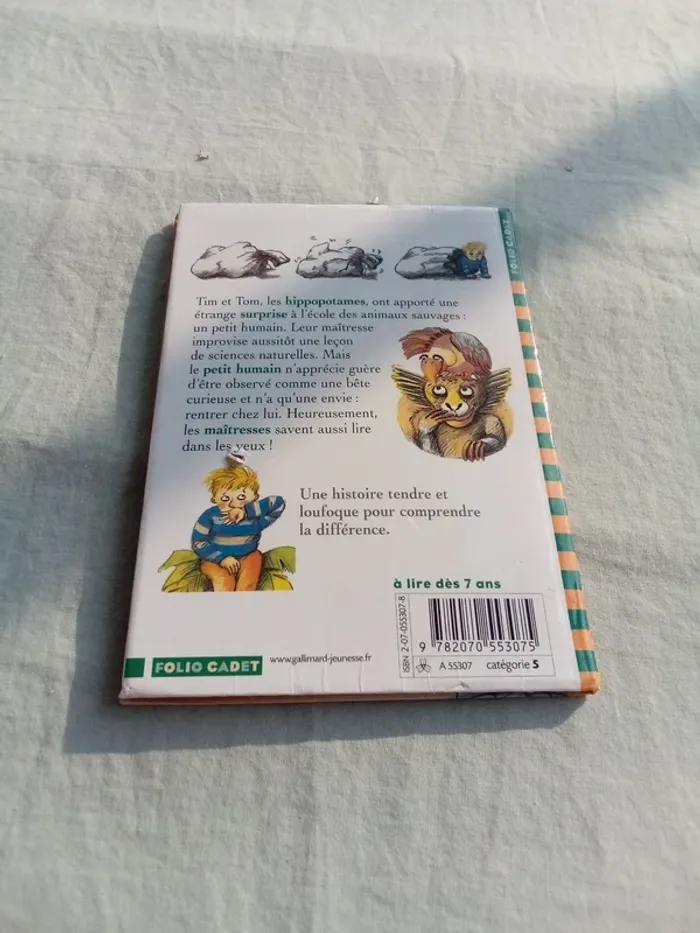 Tim et Tom, les hippopotames, ont apporté une
étrange surprise à l'école des animaux sauvages :
un petit humain. Leur maîtresse
improvise aussitôt une leçon
de sciences naturelles. Mais
le petit humain n'apprécie guère
d'être observé comme une bête
curieuse et n'a qu'une envie :
rentrer chez lui. Heureusement,
les maîtresses savent aussi lire
dans les yeux !
Une histoire tendre et
loufoque pour comprendre
la différence.
à lire dès 7 ans
ISBN 2-07-055307-8
9 782070 553075
A 55307 catégorie 5
FOLIO CADET
www.gallimard-jeunesse.fr
FOLIO CADET